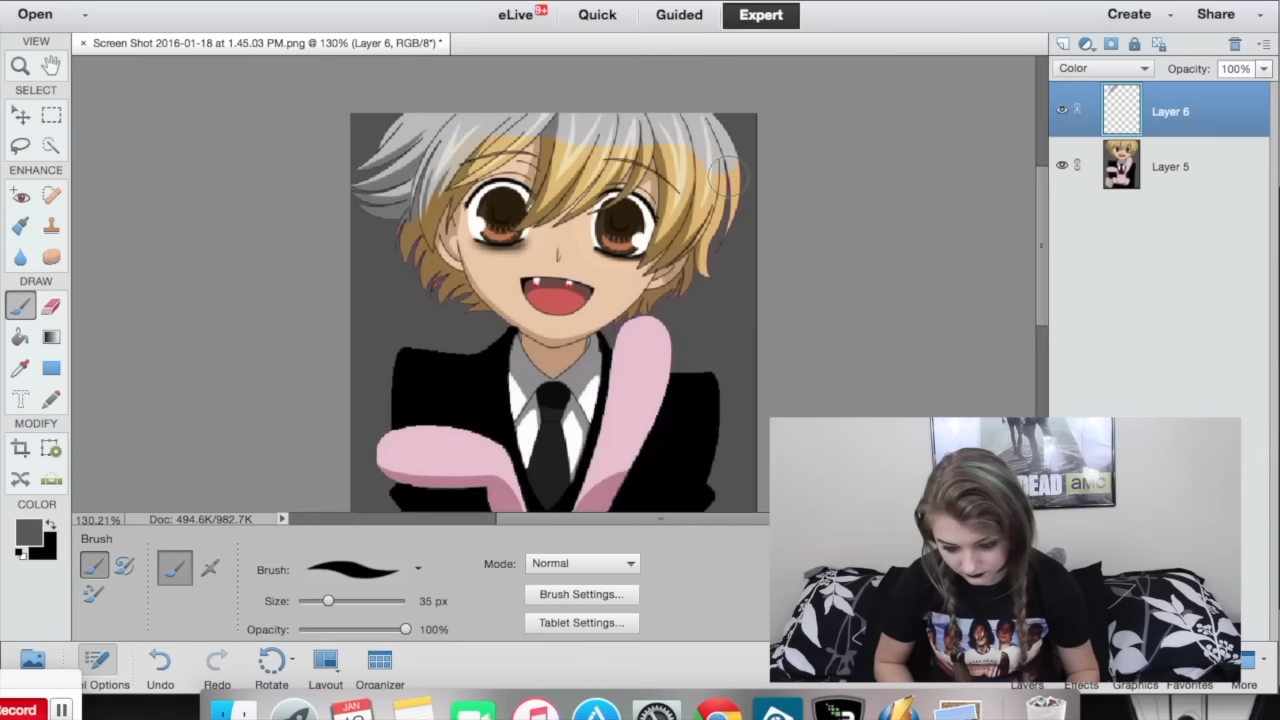 Open
eLive 9+ Quick Guided Expert
Create Share
VIEW
× Screen Shot 2016-01-18 at 1.45.03 PM.png @ 130% (Layer 6, RGB/8*) *
Color Opacity: 100%
SELECT
Layer 6
Layer 5
ENHANCE
DRAW
T
MODIFY
COLOR
130.21% Doc: 494.6K/982.7K
Brush
Brush:
Mode: Normal
Size: 35 px
Brush Settings...
Opacity: 100%
Tablet Settings...
DEAD amc
l Options Undo Redo Rotate Layout Organizer
Layers Effects Graphics Favorites More
Record
JAN